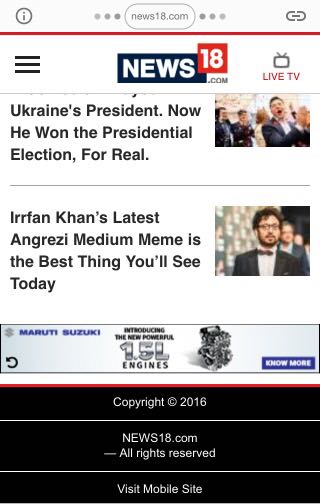 news18.com
NEWS 18
.COM
LIVE TV
Ukraine's President. Now
He Won the Presidential
Election, For Real.
Irrfan Khan’s Latest
Angrezi Medium Meme is
the Best Thing You’ll See
Today
MARUTI SUZUKI
INTRODUCING
THE NEW POWERFUL
1.5L
ENGINES
KNOW MORE
Copyright © 2016
NEWS18.com
— All rights reserved
Visit Mobile Site